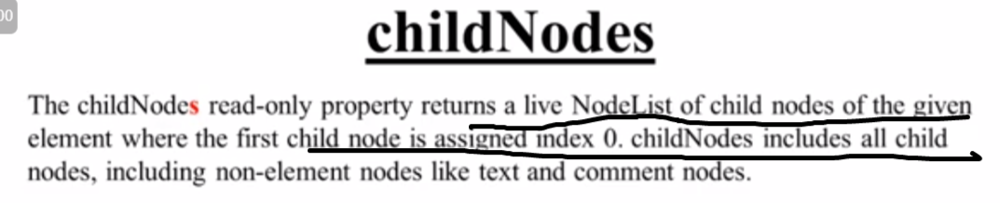 00
childNodes
The childNodes read-only property returns a live NodeList of child nodes of the given
element where the first child node is assigned index 0. childNodes includes all child
nodes, including non-element nodes like text and comment nodes.